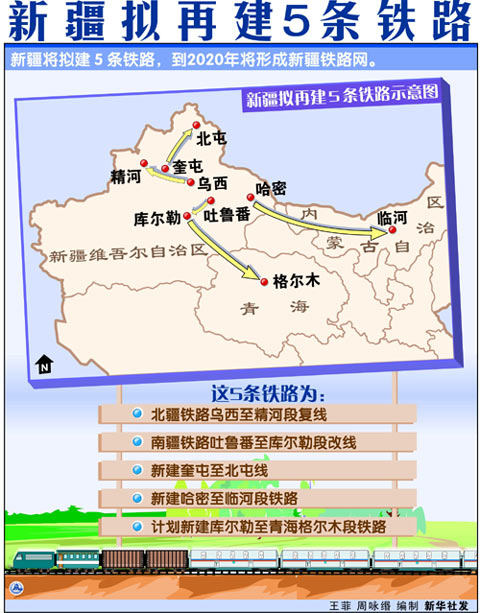 新疆拟再建5条铁路
新疆将拟建5条铁路，到2020年将形成新疆铁路网。
新疆拟再建5条铁路示意图
北屯
精河
奎屯
乌西
哈密
库尔勒
吐鲁番
临河
内蒙古自治区
新疆维吾尔自治区
格尔木
青海
N
这5条铁路为：
北疆铁路乌西至精河段复线
南疆铁路吐鲁番至库尔勒段改线
新建奎屯至北屯线
新建哈密至临河段铁路
计划新建库尔勒至青海格尔木段铁路
王菲 周咏缗 编制 新华社发